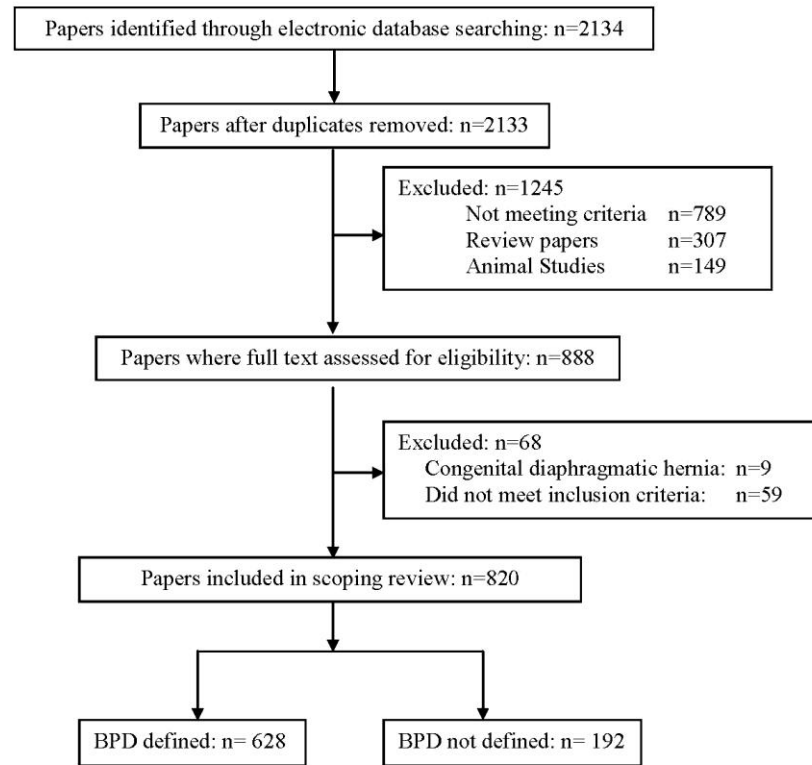 Papers identified through electronic database searching: n=2134
Papers after duplicates removed: n=2133
Excluded: n=1245
Not meeting criteria n=789
Review papers n=307
Animal Studies n=149
Papers where full text assessed for eligibility: n=888
Excluded: n=68
Congenital diaphragmatic hernia: n=9
Did not meet inclusion criteria: n=59
Papers included in scoping review: n=820
BPD defined: n= 628
BPD not defined: n= 192